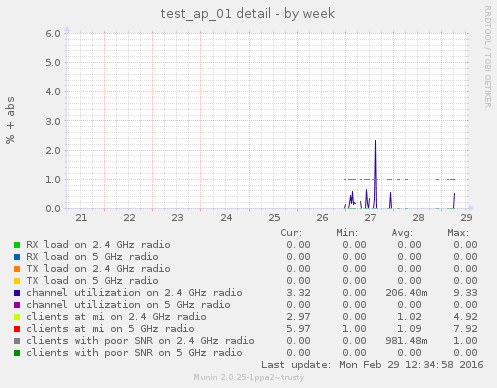 test_ap_01 detail - by week
RRDTOOL / TOBI OETIKER
% + abs
6.0
5.0
4.0
3.0
2.0
1.0
0.0
21 22 23 24 25 26 27 28 29
Cur: Min: Avg: Max:
RX load on 2.4 GHz radio 0.00 0.00 0.00 0.00
RX load on 5 GHz radio 0.00 0.00 0.00 0.00
TX load on 2.4 GHz radio 0.00 0.00 0.00 0.00
TX load on 5 GHz radio 0.00 0.00 0.00 0.00
channel utilization on 2.4 GHz radio 3.32 0.00 206.40m 9.33
channel utilization on 5 GHz radio 0.00 0.00 0.00 0.00
clients at mi on 2.4 GHz radio 2.97 0.00 1.02 4.92
clients at mi on 5 GHz radio 5.97 1.00 1.09 7.92
clients with poor SNR on 2.4 GHz radio 0.00 0.00 981.48m 1.00
clients with poor SNR on 5 GHz radio 0.00 0.00 0.00 0.00
Last update: Mon Feb 29 12:34:58 2016
Munin 2.0.25-1ppa2~trusty